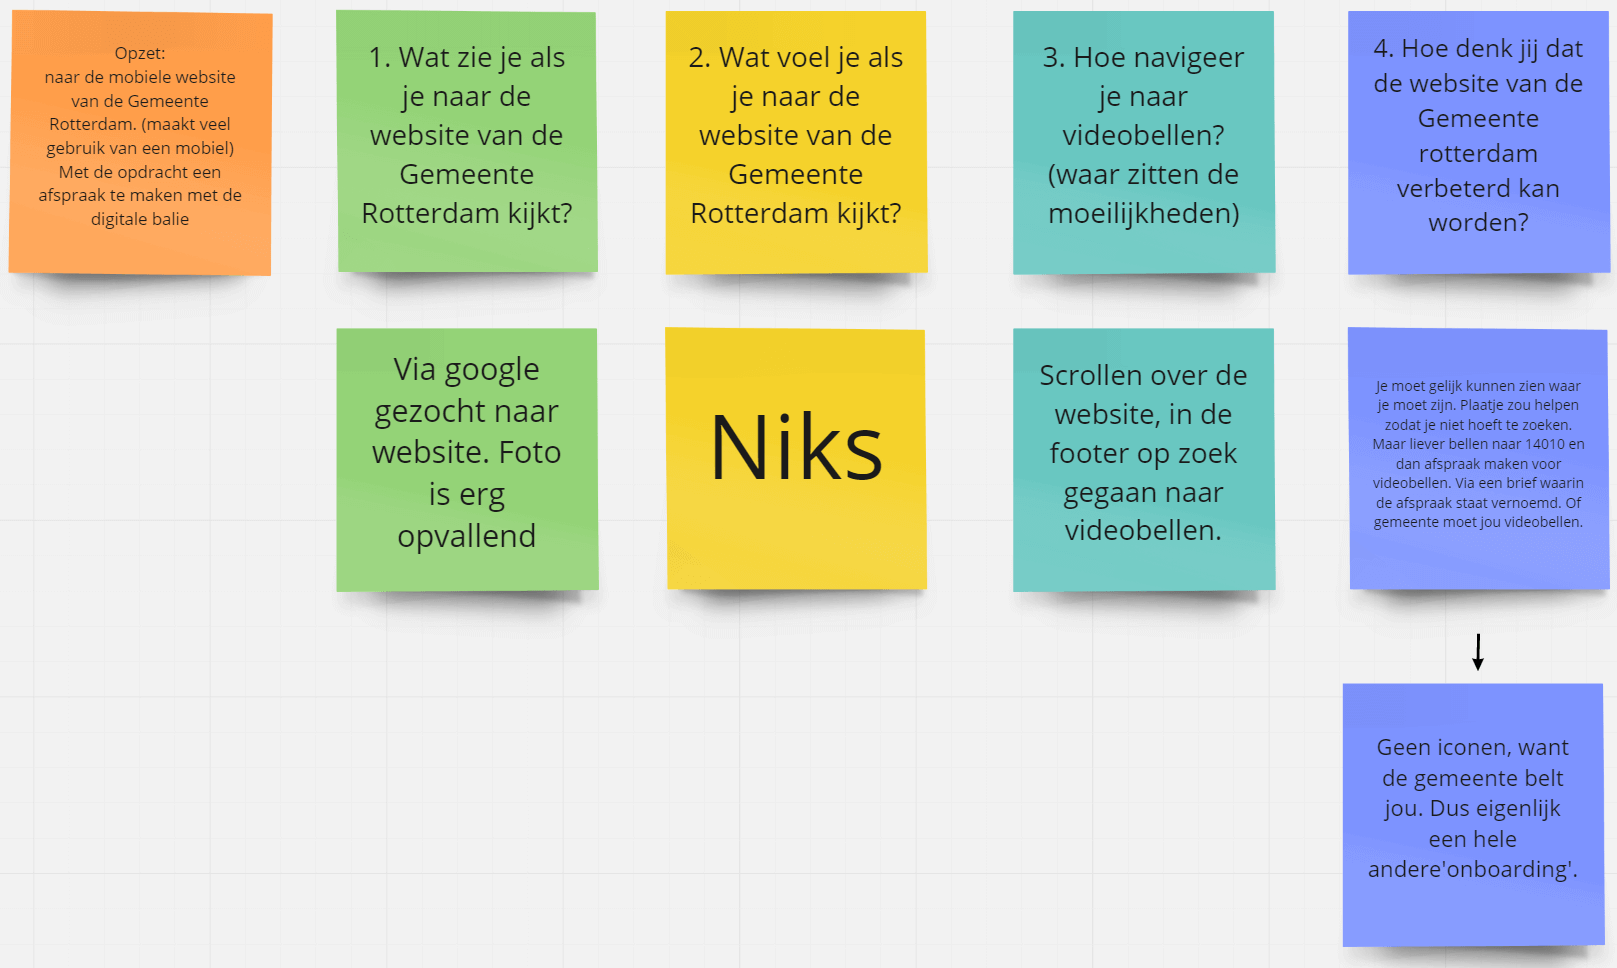 Opzet:
naar de mobiele website
van de Gemeente
Rotterdam. (maakt veel
gebruik van een mobiel)
Met de opdracht een
afspraak te maken met de
digitale balie
1. Wat zie je als
je naar de
website van de
Gemeente
Rotterdam kijkt?
2. Wat voel je als
je naar de
website van de
Gemeente
Rotterdam kijkt?
3. Hoe navigeer
je naar
videobellen?
(waar zitten de
moeilijkheden)
4. Hoe denk jij dat
de website van de
Gemeente
rotterdam
verbeterd kan
worden?
Via google
gezocht naar
website. Foto
is erg
opvallend
Niks
Scrollen over de
website, in de
footer op zoek
gegaan naar
videobellen.
Je moet gelijk kunnen zien waar
je moet zijn. Plaatje zou helpen
zodat je niet hoeft te zoeken.
Maar liever bellen naar 14010 en
dan afspraak maken voor
videobellen. Via een brief waarin
de afspraak staat vernoemd. Of
gemeente moet jou videobellen.
Geen iconen, want
de gemeente belt
jou. Dus eigenlijk
een hele
andere'onboarding'.